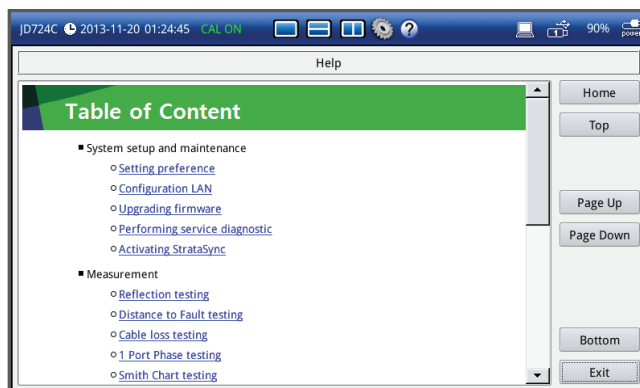 JD724C 2013-11-20 01:24:45 CAL ON ? 1 90% power
Help
Table of Content
System setup and maintenance
Setting preference
Configuration LAN
Upgrading firmware
Performing service diagnostic
Activating StrataSync
Measurement
Reflection testing
Distance to Fault testing
Cable loss testing
1 Port Phase testing
Smith Chart testing
Home
Top
Page Up
Page Down
Bottom
Exit